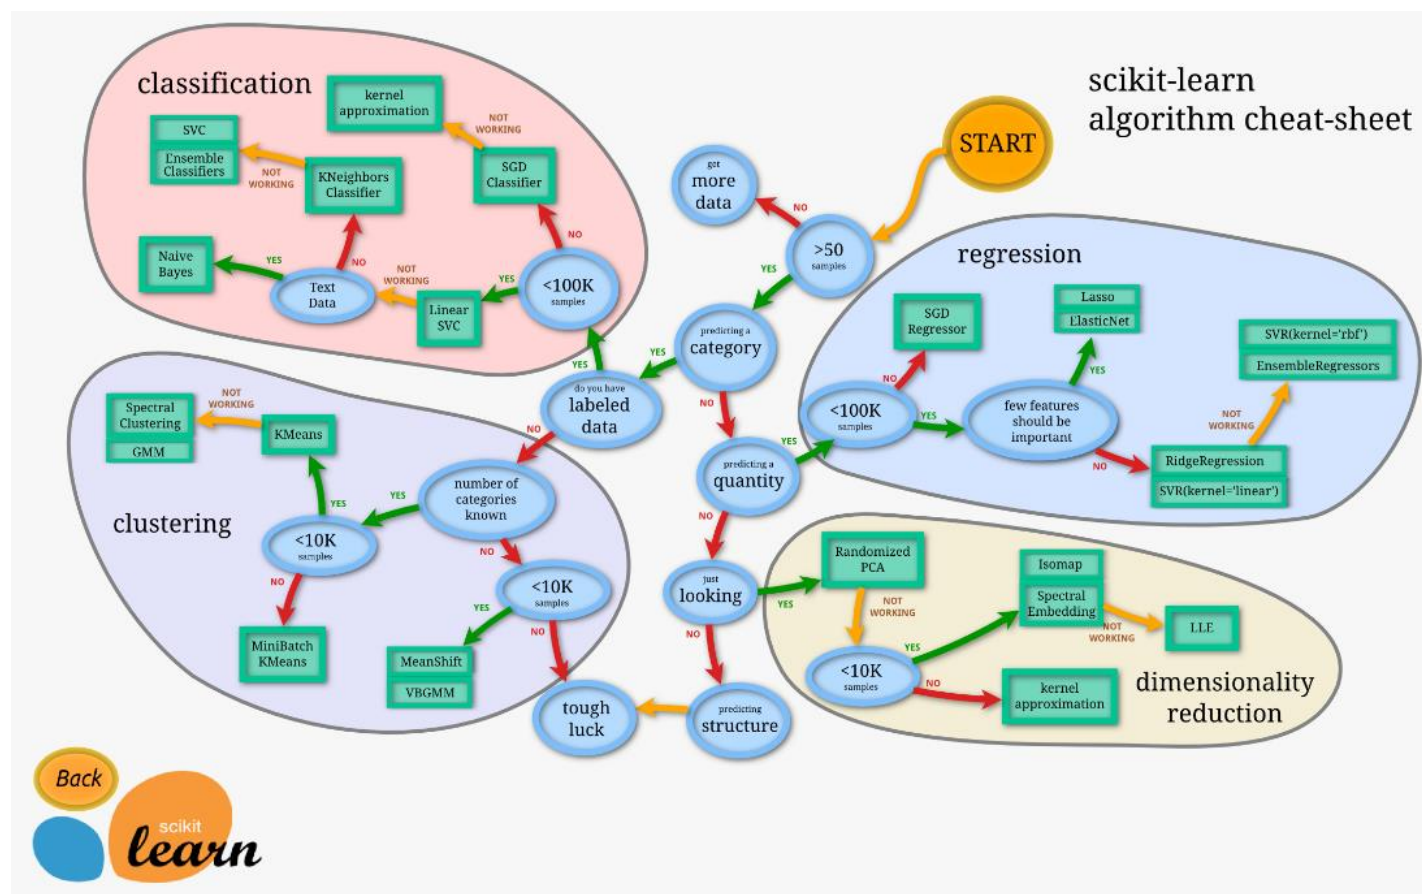 scikit-learn
algorithm cheat-sheet
START
>50
samples
NO
get
more
data
YES
predicting a
category
YES
do you have
labeled
data
YES
classification
<100K
samples
NO
SGD
Classifier
NOT
WORKING
kernel
approximation
YES
Linear
SVC
NOT
WORKING
Text
Data
YES
Naive
Bayes
NO
KNeighbors
Classifier
NOT
WORKING
SVC
Ensemble
Classifiers
NO
clustering
number of
categories
known
YES
<10K
samples
YES
KMeans
NOT
WORKING
Spectral
Clustering
GMM
NO
MiniBatch
KMeans
NO
<10K
samples
YES
MeanShift
VBGMM
NO
tough
luck
NO
predicting a
quantity
YES
regression
<100K
samples
NO
SGD
Regressor
YES
few features
should be
important
YES
Lasso
ElasticNet
NO
RidgeRegression
SVR(kernel='linear')
NOT
WORKING
SVR(kernel='rbf')
EnsembleRegressors
NO
just
looking
YES
dimensionality
reduction
Randomized
PCA
NOT
WORKING
<10K
samples
YES
Isomap
Spectral
Embedding
NOT
WORKING
LLE
NO
kernel
approximation
NO
predicting
structure
Back
scikit
learn